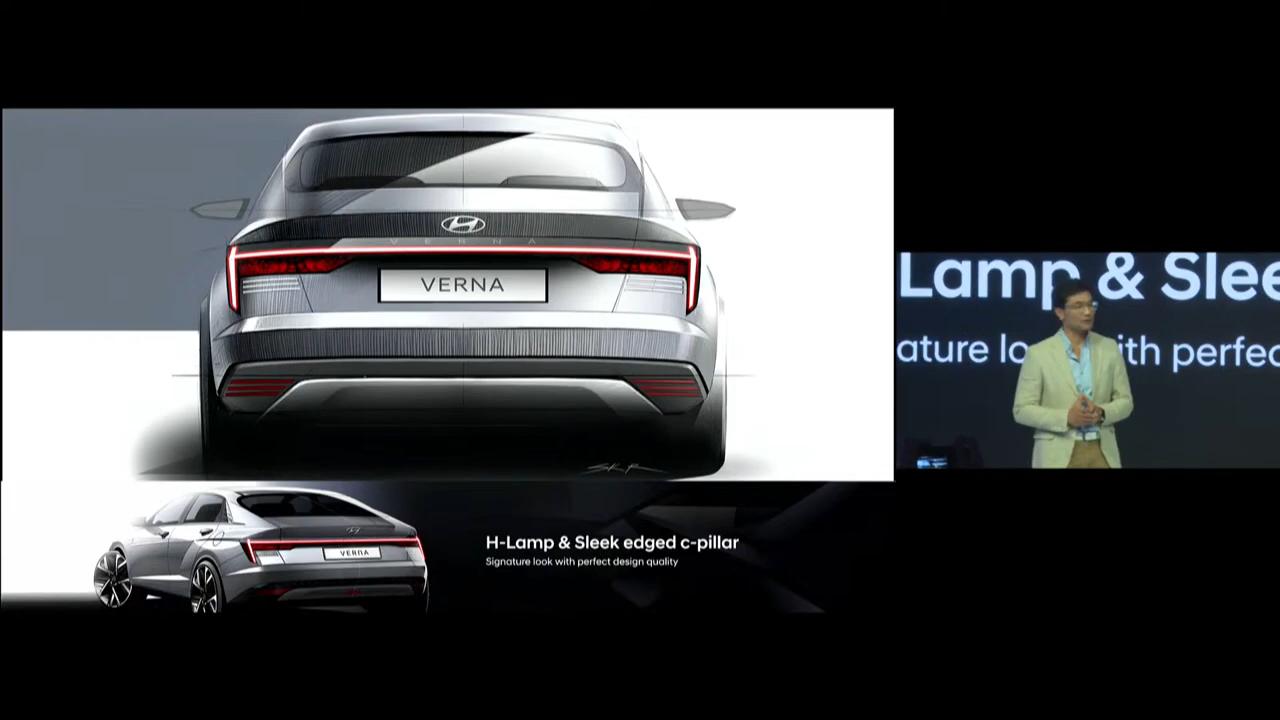 VERNA
VERNA
SKR
VERNA
H-Lamp & Sleek edged c-pillar
Signature look with perfect design quality
Lamp & Slee
ature lo ith perfec